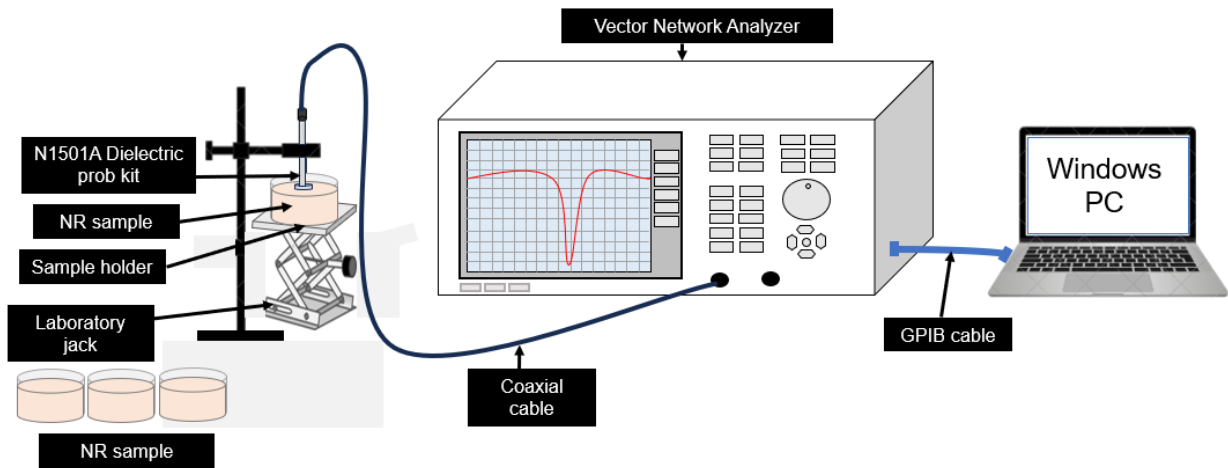 Vector Network Analyzer
N1501A Dielectric
prob kit
NR sample
Sample holder
Laboratory
jack
NR sample
Coaxial
cable
GPIB cable
Windows
PC